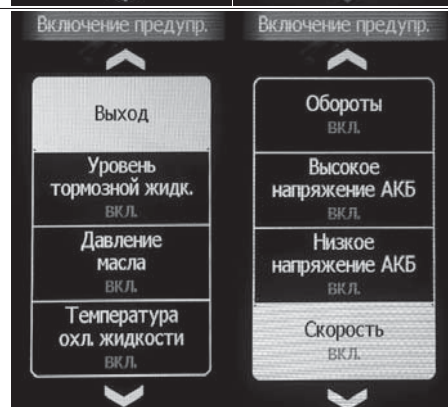 Включение предупр.
Выход
Уровень
тормозной жидк.
ВКЛ.
Давление
масла
ВКЛ.
Температура
охл. жидкости
ВКЛ.
Включение предупр.
Обороты
ВКЛ.
Высокое
напряжение АКБ
ВКЛ.
Низкое
напряжение АКБ
ВКЛ.
Скорость
ВКЛ.